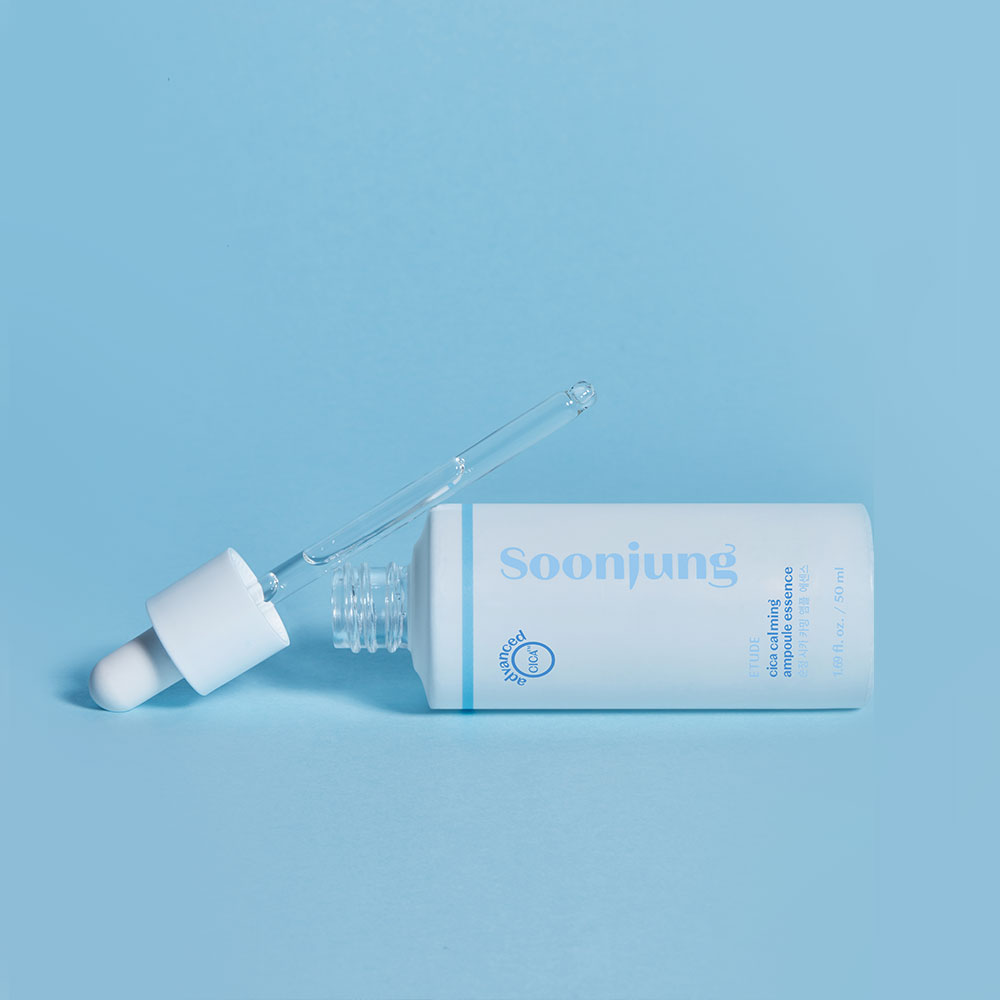 Soonjung
advanced
CICA™
ETUDE
cica calming
ampoule essence
순정 시카 카밍 앰플 에센스
1.69 fl. oz. / 50 ml